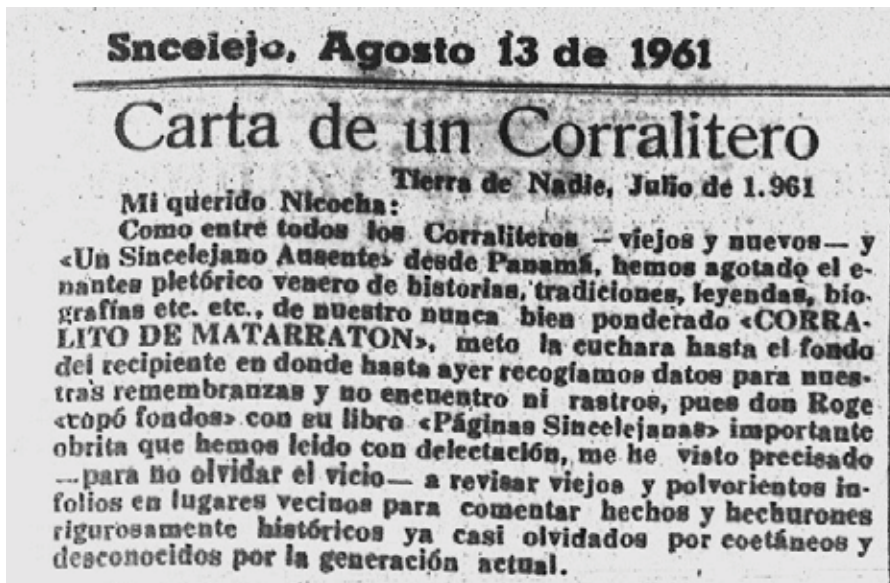 Sncelejo, Agosto 13 de 1961
Carta de un Corralitero
Tierra de Nadie, Julio de 1.961
Mi querido Nicocha:
Como entre todos los Corraliteros —viejos y nuevos— y
«Un Sincelejano Ausente» desde Panamá, hemos agotado el e-
nantes pletórico venero de historias, tradiciones, leyendas, bio-
grafías etc. etc., de nuestro nunca bien ponderado «CORRA-
LITO DE MATARRATON», meto la cuchara hasta el fondo
del recipiente en donde hasta ayer recogíamos datos para nues-
tras remembranzas y no encuentro ni rastros, pues don Roge
«topó fondos» con su libro «Páginas Sincelejanas» importante
obrita que hemos leido con delectación, me he visto precisado
—para no olvidar el vicio— a revisar viejos y polvorientos in-
folios en lugares vecinos para comentar hechos y hechurones
rigurosamente históricos ya casi olvidados por coetáneos y
desconocidos por la generación actual.